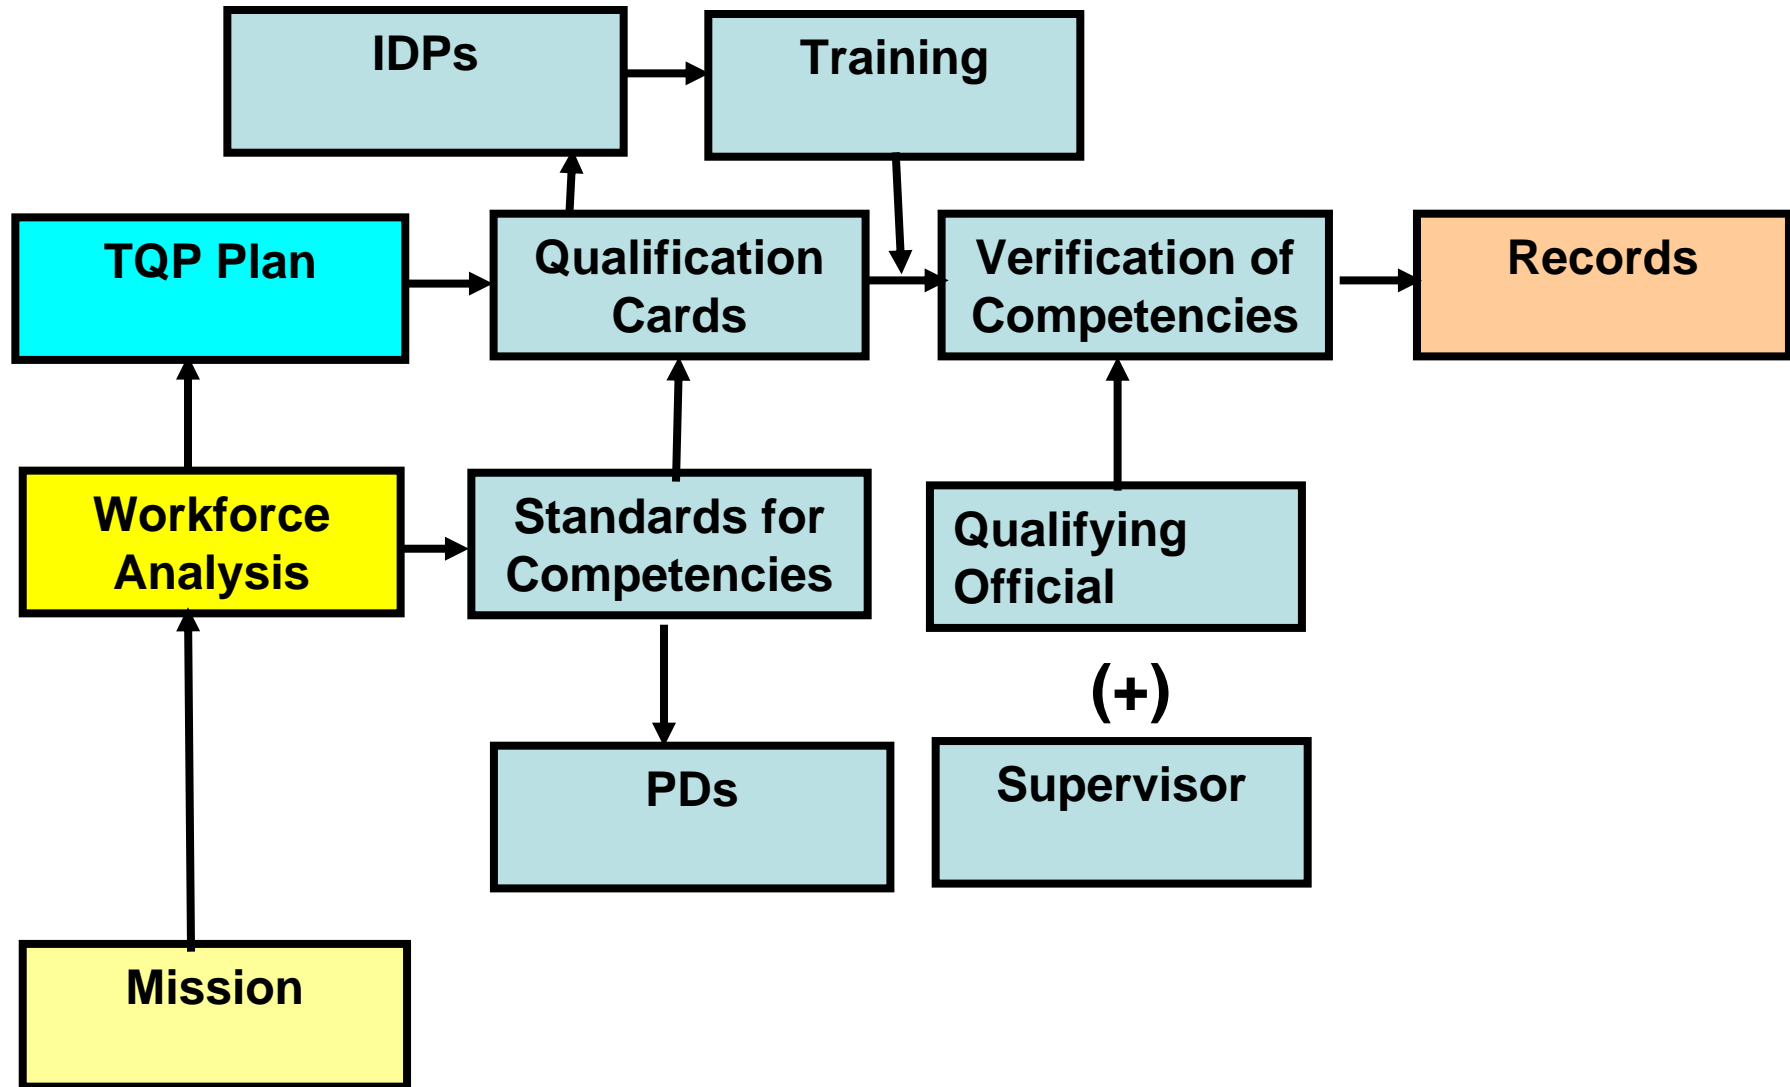 IDPs
Training
TQP Plan
Qualification
Cards
Verification of
Competencies
Records
Workforce
Analysis
Standards for
Competencies
Qualifying
Official
(+)
PDs
Supervisor
Mission